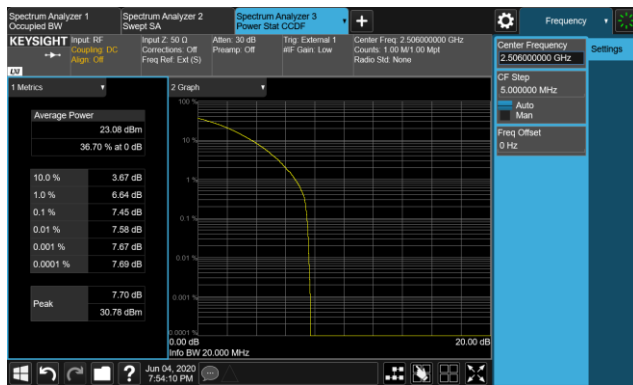 Spectrum Analyzer 1
Occupied BW
Spectrum Analyzer 2
Swept SA
Spectrum Analyzer 3
Power Stat CCDF
Frequency
KEYSIGHT
Input: RF
Coupling: DC
Align: Off
Input Z: 50 Ω
Corrections: Off
Freq Ref: Ext (S)
Atten: 30 dB
Preamp: Off
Trig: External 1
#IF Gain: Low
Center Freq: 2.506000000 GHz
Counts: 1.00 M/1.00 Mpt
Radio Std: None
LXI
Center Frequency
2.506000000 GHz
Settings
CF Step
5.000000 MHz
Auto
Man
Freq Offset
0 Hz
1 Metrics
Average Power
23.08 dBm
36.70 % at 0 dB
10.0 % 3.67 dB
1.0 % 6.64 dB
0.1 % 7.45 dB
0.01 % 7.58 dB
0.001 % 7.67 dB
0.0001 % 7.69 dB
Peak
7.70 dB
30.78 dBm
2 Graph
100 %
10 %
1 %
0.1 %
0.01 %
0.001 %
0.0001 %
0.00 dB
20.00 dB
Info BW 20.000 MHz
?
Jun 04, 2020
7:54:10 PM